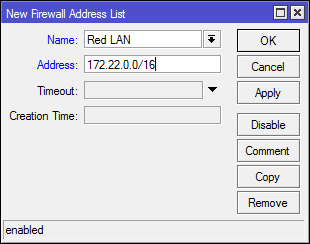 New Firewall Address List
Name: Red LAN
OK
Address: 172.22.0.0/16
Cancel
Timeout:
Apply
Creation Time:
Disable
Comment
Copy
Remove
enabled